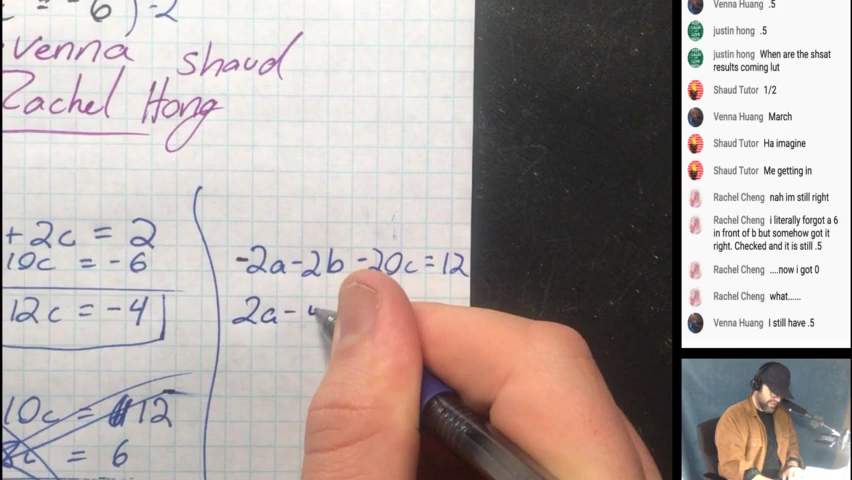 = -6) -2
Venna shaud
Rachel Hong
+ 2c = 2
10c = -6
12c = -4
10c = 12
= 6
-2a - 2b - 20c = 12
2a -
Venna Huang .5
justin hong .5
justin hong When are the shsat
results coming lut
Shaud Tutor 1/2
Venna Huang March
Shaud Tutor Ha imagine
Shaud Tutor Me getting in
Rachel Cheng nah im still right
Rachel Cheng i literally forgot a 6
in front of b but somehow got it
right. Checked and it is still .5
Rachel Cheng ....now i got 0
Rachel Cheng what......
Venna Huang I still have .5